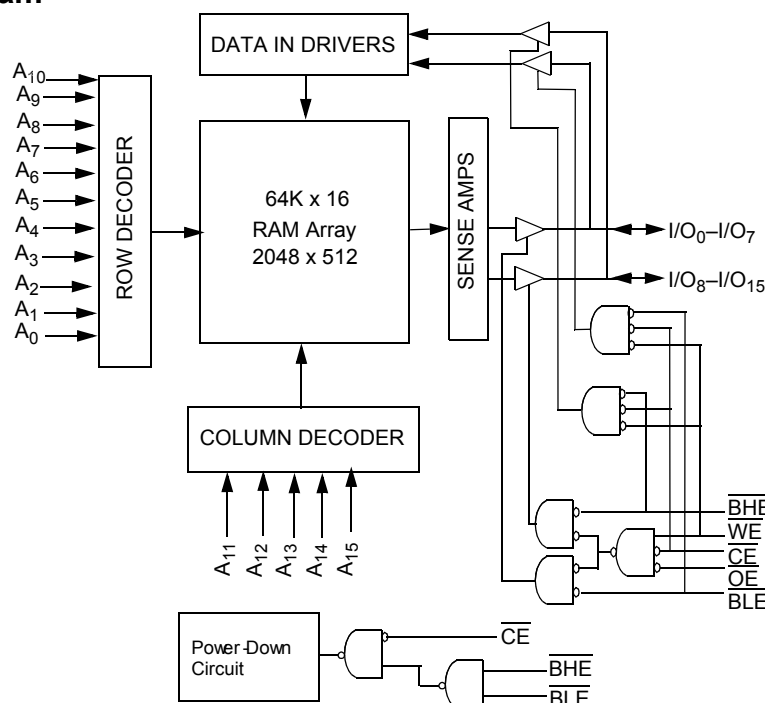 DATA IN DRIVERS
A10
A9
A8
A7
A6
A5
A4
A3
A2
A1
A0
ROW DECODER
64K x 16
RAM Array
2048 x 512
SENSE AMPS
I/O0–I/O7
I/O8–I/O15
COLUMN DECODER
A11
A12
A13
A14
A15
BHE
WE
CE
OE
BLE
Power-Down
Circuit
CE
BHE
BLE